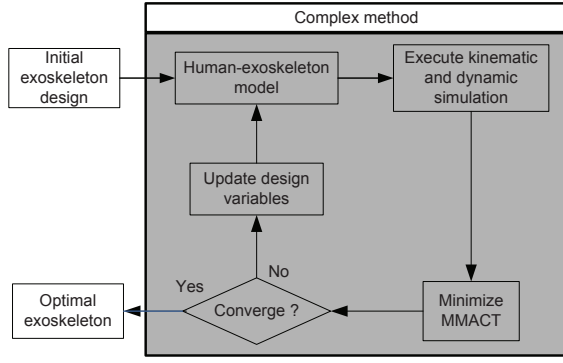 Complex method
Initial
exoskeleton
design
Human-exoskeleton
model
Execute kinematic
and dynamic
simulation
Update design
variables
No
Yes
Optimal
exoskeleton
Converge ?
Minimize
MMACT